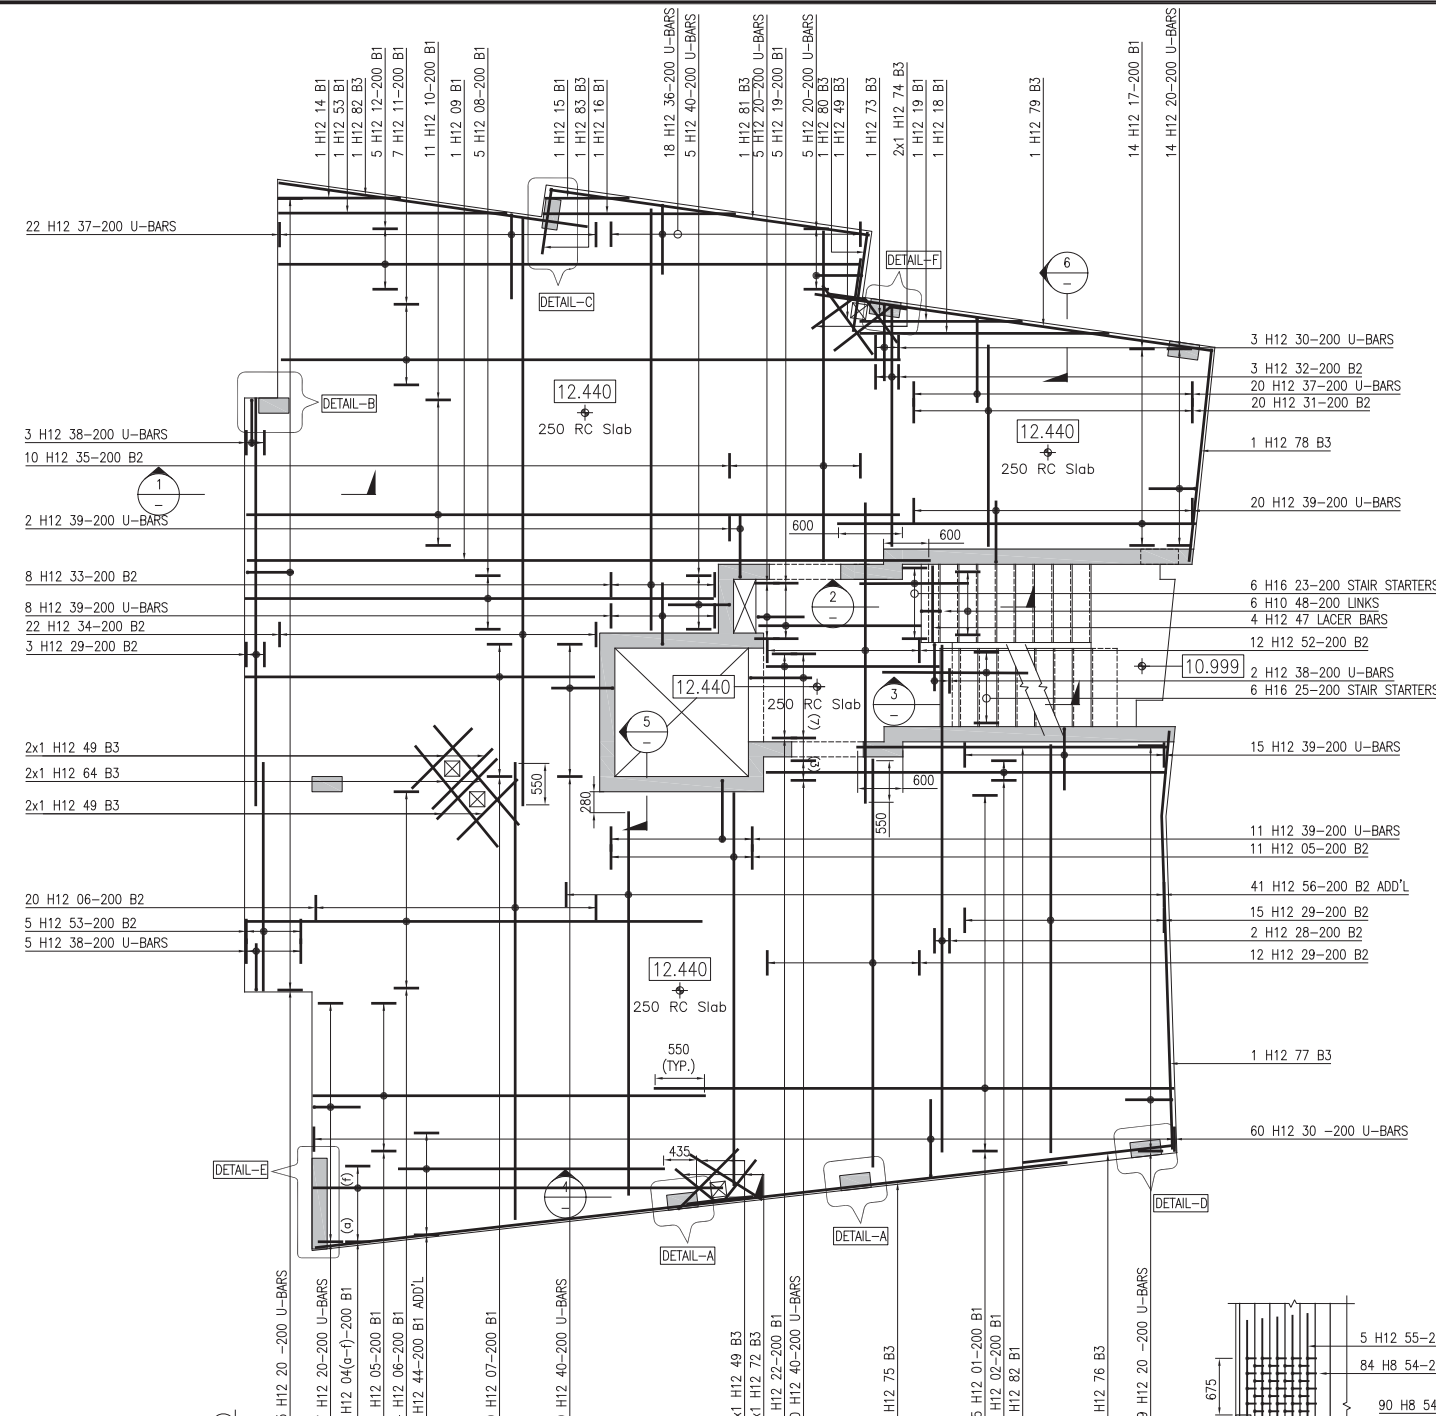 1 H12 14 B1
1 H12 53 B1
1 H12 82 B3
5 H12 12-200 B1
7 H12 11-200 B1
11 H12 10-200 B1
1 H12 09 B1
5 H12 08-200 B1
1 H12 15 B1
1 H12 83 B3
1 H12 16 B1
18 H12 36-200 U-BARS
5 H12 40-200 U-BARS
1 H12 81 B3
5 H12 20-200 U-BARS
5 H12 19-200 B1
5 H12 20-200 U-BARS
1 H12 80 B3
1 H12 49 B3
1 H12 73 B3
2x1 H12 74 B3
1 H12 19 B1
1 H12 18 B1
1 H12 79 B3
14 H12 17-200 B1
14 H12 20-200 U-BARS
22 H12 37-200 U-BARS
DETAIL-C
DETAIL-F
6
-
3 H12 30-200 U-BARS
3 H12 32-200 B2
20 H12 37-200 U-BARS
20 H12 31-200 B2
DETAIL-B
12.440
250 RC Slab
12.440
250 RC Slab
1 H12 78 B3
3 H12 38-200 U-BARS
10 H12 35-200 B2
1
-
20 H12 39-200 U-BARS
2 H12 39-200 U-BARS
600
600
8 H12 33-200 B2
8 H12 39-200 U-BARS
22 H12 34-200 B2
3 H12 29-200 B2
2
-
6 H16 23-200 STAIR STARTERS
6 H10 48-200 LINKS
4 H12 47 LACER BARS
12 H12 52-200 B2
10.999
2 H12 38-200 U-BARS
6 H16 25-200 STAIR STARTERS
12.440
250 RC Slab
(7)
3
-
5
-
(3)
2x1 H12 49 B3
2x1 H12 64 B3
2x1 H12 49 B3
15 H12 39-200 U-BARS
550
280
600
550
11 H12 39-200 U-BARS
11 H12 05-200 B2
41 H12 56-200 B2 ADD'L
20 H12 06-200 B2
5 H12 53-200 B2
5 H12 38-200 U-BARS
15 H12 29-200 B2
2 H12 28-200 B2
12 H12 29-200 B2
12.440
250 RC Slab
550
(TYP.)
1 H12 77 B3
60 H12 30 -200 U-BARS
435
DETAIL-E
(f)
(a)
4
-
DETAIL-A
DETAIL-A
DETAIL-D
H12 20 -200 U-BARS
H12 20-200 U-BARS
H12 04(a-f)-200 B1
H12 05-200 B1
H12 06-200 B1
H12 44-200 B1 ADD'L
H12 07-200 B1
H12 40-200 U-BARS
x1 H12 49 B3
x1 H12 72 B3
H12 22-200 B1
H12 40-200 U-BARS
H12 75 B3
H12 01-200 B1
H12 02-200 B1
H12 82 B1
H12 76 B3
H12 20 -200 U-BARS
675
5 H12 55-2
84 H8 54-2
90 H8 54